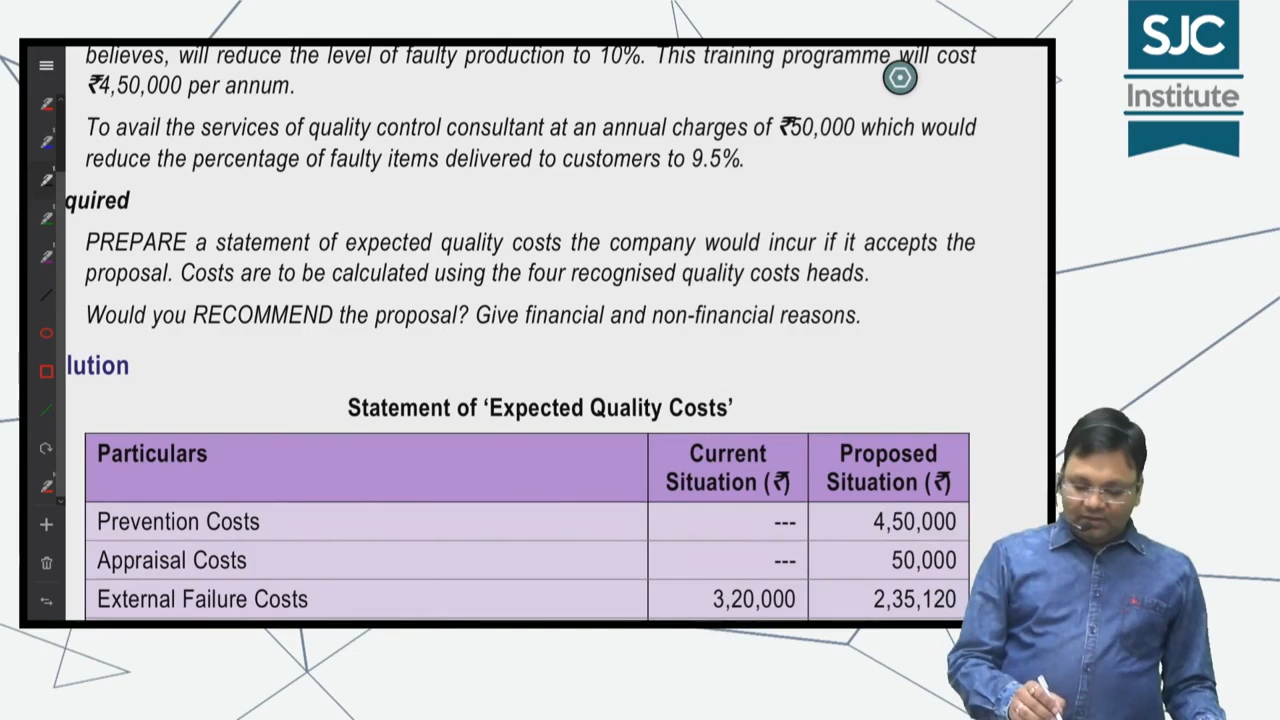 SJC
Institute
believes, will reduce the level of faulty production to 10%. This training programme will cost
₹4,50,000 per annum.
To avail the services of quality control consultant at an annual charges of ₹50,000 which would
reduce the percentage of faulty items delivered to customers to 9.5%.
quired
PREPARE a statement of expected quality costs the company would incur if it accepts the
proposal. Costs are to be calculated using the four recognised quality costs heads.
Would you RECOMMEND the proposal? Give financial and non-financial reasons.
lution
Statement of ‘Expected Quality Costs’
Particulars Current Situation (₹) Proposed Situation (₹)
Prevention Costs --- 4,50,000
Appraisal Costs --- 50,000
External Failure Costs 3,20,000 2,35,120